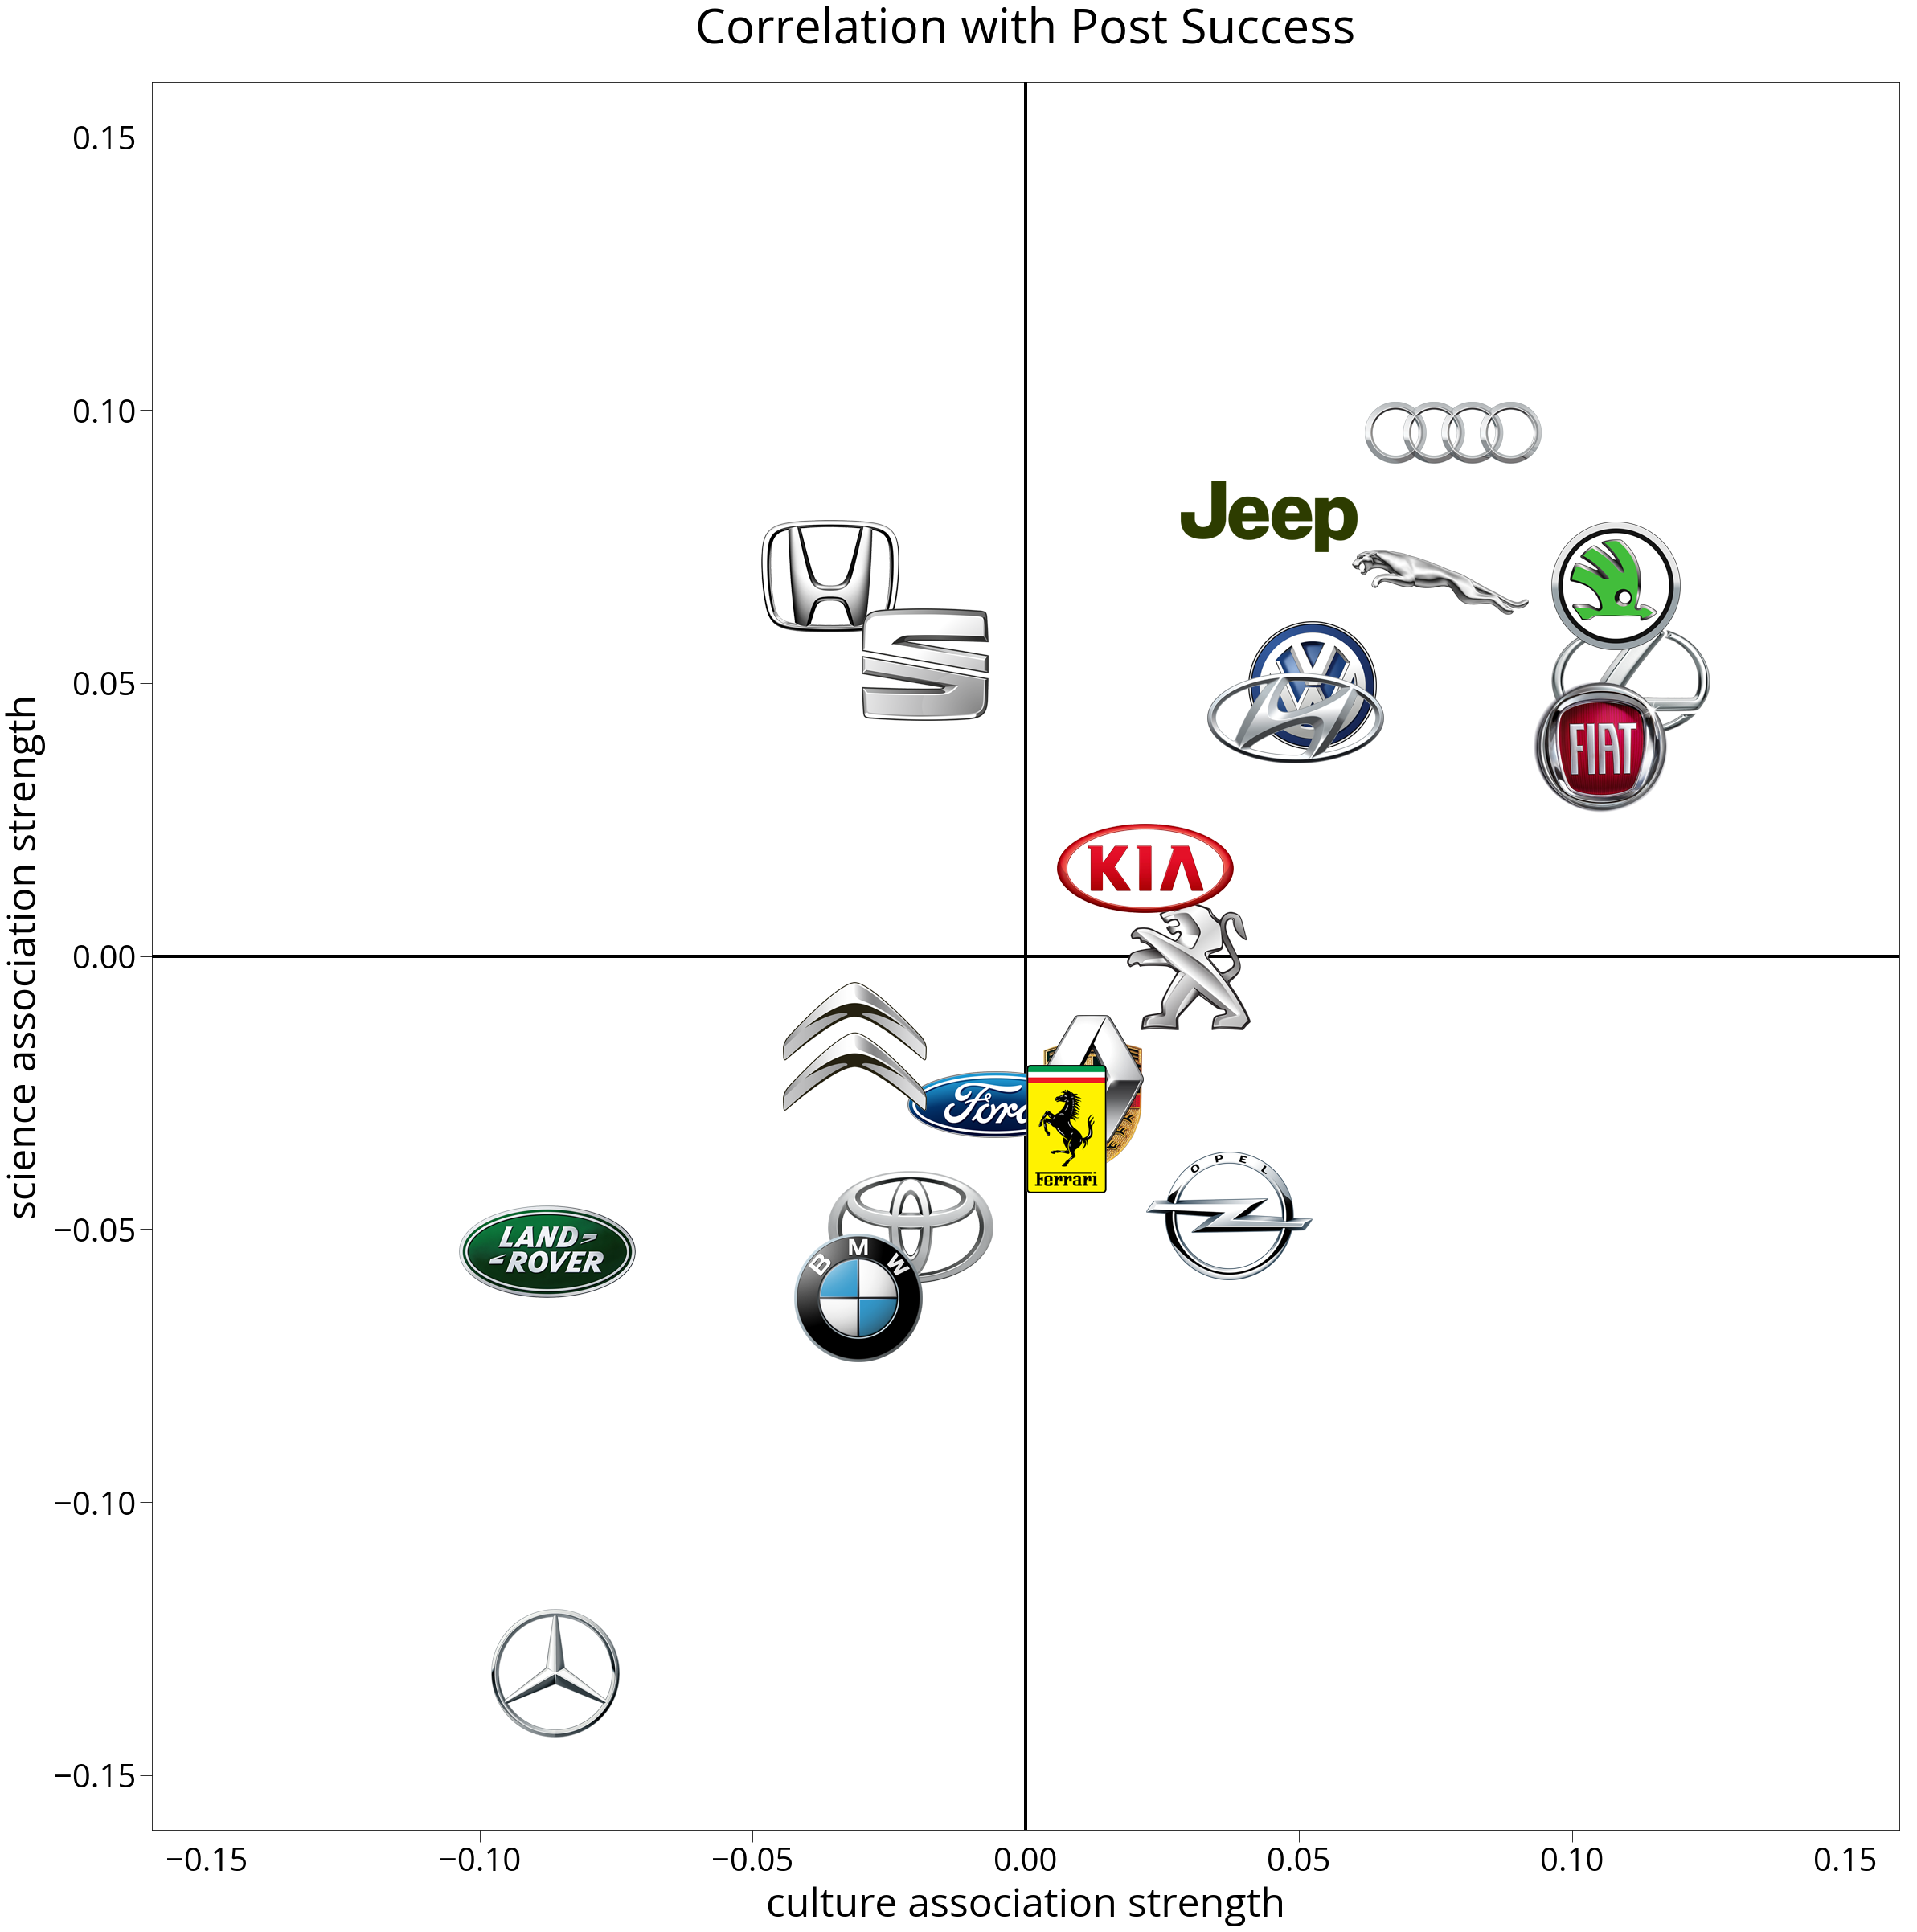 Correlation with Post Success
science association strength
0.15
0.10
0.05
0.00
−0.05
−0.10
−0.15
Jeep
FIAT
KIA
Ford
Ferrari
OPEL
LAND
ROVER
BMW
−0.15
−0.10
−0.05
0.00
0.05
0.10
0.15
culture association strength